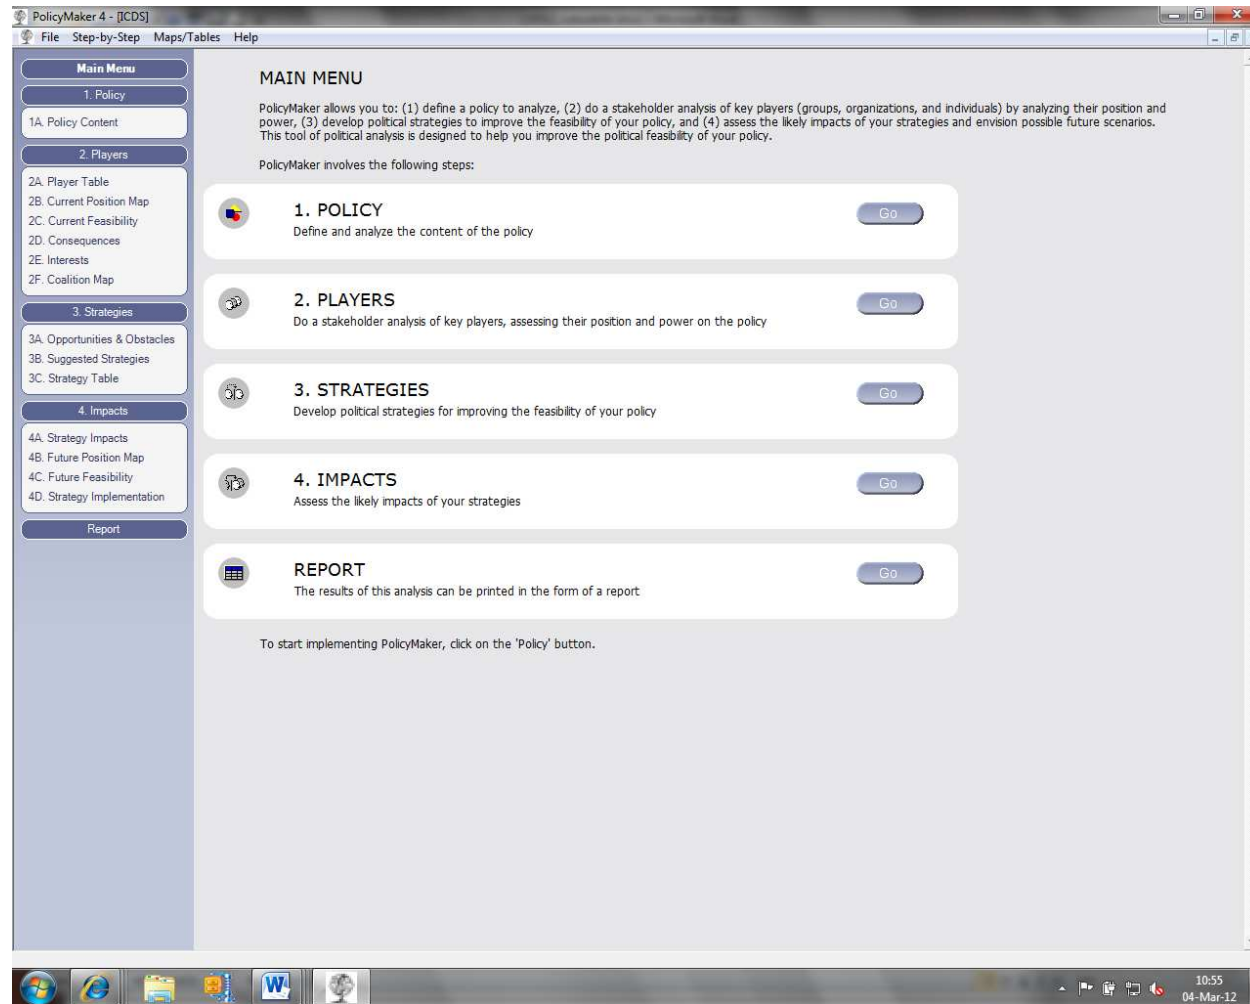 PolicyMaker 4 - [ICDS]
File Step-by-Step Maps/Tables Help
Main Menu
1. Policy
1A. Policy Content
2. Players
2A. Player Table
2B. Current Position Map
2C. Current Feasibility
2D. Consequences
2E. Interests
2F. Coalition Map
3. Strategies
3A. Opportunities & Obstacles
3B. Suggested Strategies
3C. Strategy Table
4. Impacts
4A. Strategy Impacts
4B. Future Position Map
4C. Future Feasibility
4D. Strategy Implementation
Report
MAIN MENU
PolicyMaker allows you to: (1) define a policy to analyze, (2) do a stakeholder analysis of key players (groups, organizations, and individuals) by analyzing their position and
power, (3) develop political strategies to improve the feasibility of your policy, and (4) assess the likely impacts of your strategies and envision possible future scenarios.
This tool of political analysis is designed to help you improve the political feasibility of your policy.
PolicyMaker involves the following steps:
1. POLICY
Define and analyze the content of the policy
Go
2. PLAYERS
Do a stakeholder analysis of key players, assessing their position and power on the policy
Go
3. STRATEGIES
Develop political strategies for improving the feasibility of your policy
Go
4. IMPACTS
Assess the likely impacts of your strategies
Go
REPORT
The results of this analysis can be printed in the form of a report
Go
To start implementing PolicyMaker, click on the 'Policy' button.
10:55
04-Mar-12